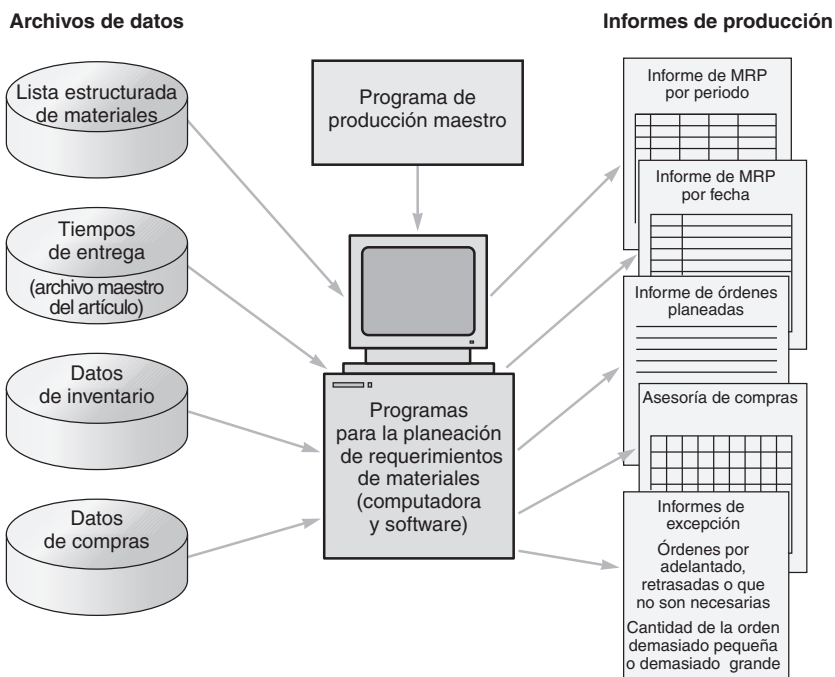 Archivos de datos
Lista estructurada
de materiales
Tiempos
de entrega
(archivo maestro
del artículo)
Datos
de inventario
Datos
de compras
Programa de
producción maestro
Programas
para la planeación
de requerimientos
de materiales
(computadora
y software)
Informes de producción
Informe de MRP
por periodo
Informe de MRP
por fecha
Informe de órdenes
planeadas
Asesoría de compras
Informes de
excepción
Órdenes por
adelantado,
retrasadas o que
no son necesarias
Cantidad de la orden
demasiado pequeña
o demasiado grande